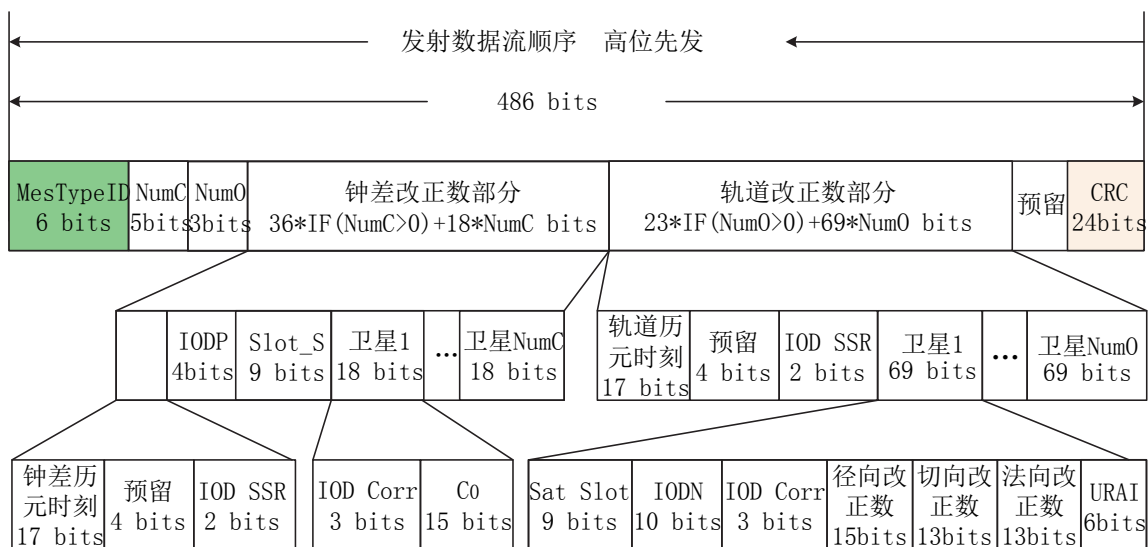 发射数据流顺序 高位先发
486 bits
MesTypeID
6 bits
NumC
5bits
NumO
3bits
钟差改正数部分
36*IF(NumC>0)+18*NumC bits
轨道改正数部分
23*IF(NumO>0)+69*NumO bits
预留
CRC
24bits
IODP
4bits
Slot_S
9 bits
卫星1
18 bits
…
卫星NumC
18 bits
轨道历
元时刻
17 bits
预留
4 bits
IOD SSR
2 bits
卫星1
69 bits
…
卫星NumO
69 bits
钟差历
元时刻
17 bits
预留
4 bits
IOD SSR
2 bits
IOD Corr
3 bits
C0
15 bits
Sat Slot
9 bits
IODN
10 bits
IOD Corr
3 bits
径向改
正数
15bits
切向改
正数
13bits
法向改
正数
13bits
URAI
6bits